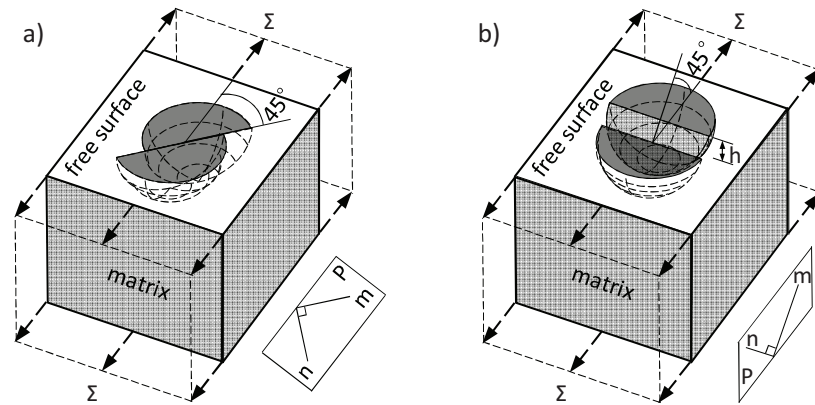 a)
Σ
45°
free surface
matrix
P
m
n
Σ
b)
Σ
45°
free surface
h
matrix
m
n
P
Σ